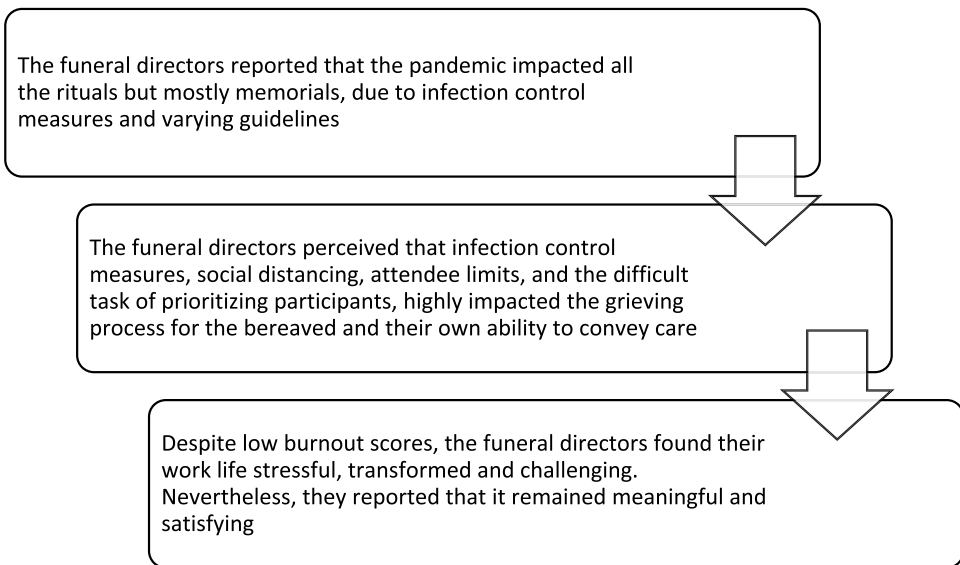 The funeral directors reported that the pandemic impacted all
the rituals but mostly memorials, due to infection control
measures and varying guidelines
The funeral directors perceived that infection control
measures, social distancing, attendee limits, and the difficult
task of prioritizing participants, highly impacted the grieving
process for the bereaved and their own ability to convey care
Despite low burnout scores, the funeral directors found their
work life stressful, transformed and challenging.
Nevertheless, they reported that it remained meaningful and
satisfying